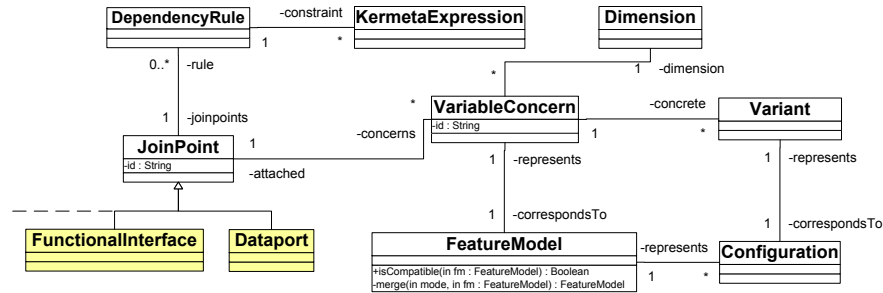 DependencyRule
-constraint
KermetaExpression
Dimension
1
*
0..*
-rule
*
1
-dimension
*
VariableConcern
-id : String
-concrete
Variant
1
*
1
-joinpoints
-concerns
JoinPoint
-id : String
1
-attached
1
-represents
1
-represents
1
-correspondsTo
1
-correspondsTo
FunctionalInterface
Dataport
FeatureModel
+isCompatible(in fm : FeatureModel) : Boolean
-merge(in mode, in fm : FeatureModel) : FeatureModel
-represents
1
*
Configuration